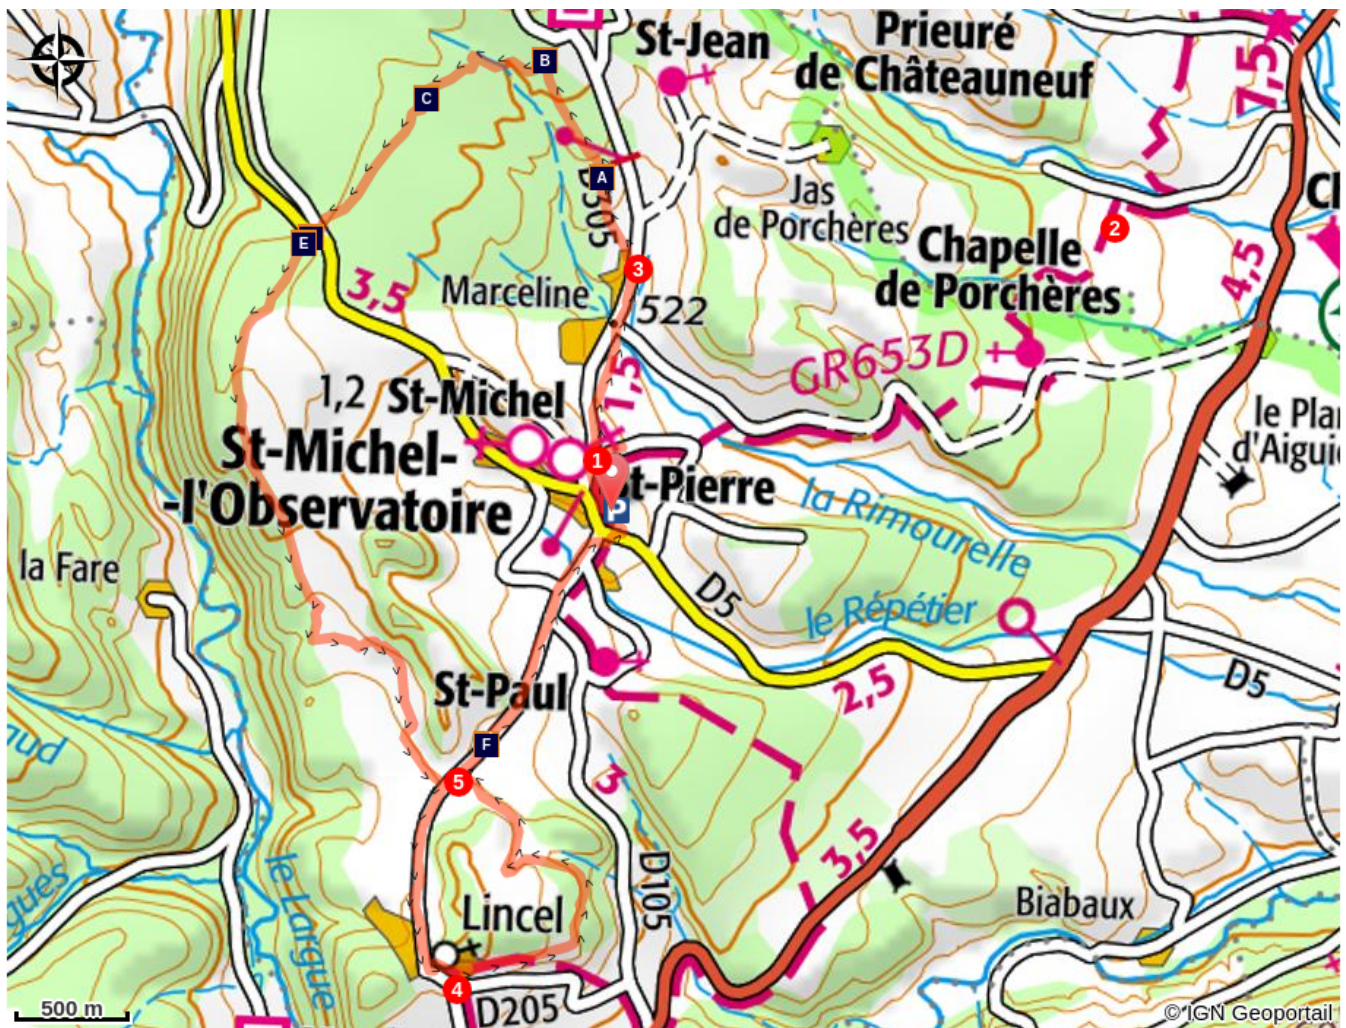 St-Jean
Prieuré
de Châteauneuf
7,5
B
C
A
D305
Jas
de Porchères
2
Chapelle
de Porchères
4,5
E
3,5
Marceline
3
522
GR653D
1,5
1,2
St-Michel
le Pla
d'Aigui
St-Michel-
-l'Observatoire
1
St-Pierre
P
la Rimourelle
la Fare
D5
le Répétier
2,5
D5
St-Paul
F
5
3
3,5
D105
Lincel
le Largue
Biabaux
4
D205
500 m
© IGN Geoportail